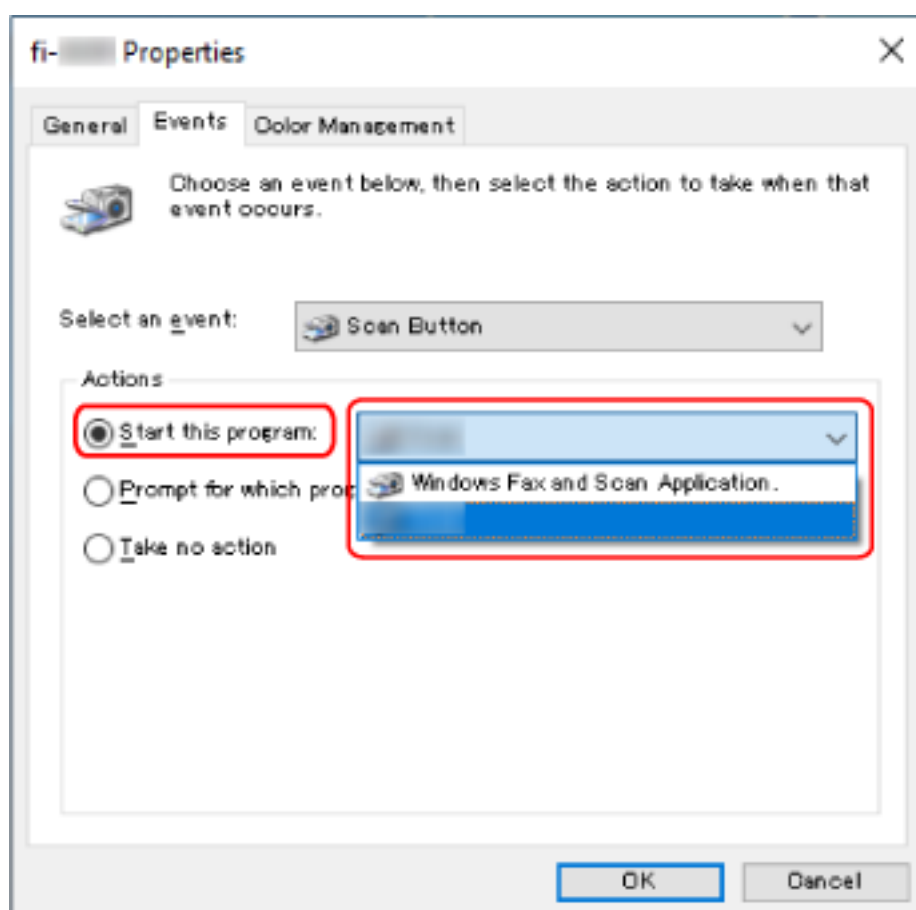 fi- Properties
General Events Color Management
Choose an event below, then select the action to take when that
event occurs.
Select an event:
Scan Button
Actions
Start this program:
Windows Fax and Scan Application.
Prompt for which
Take no action
OK Cancel